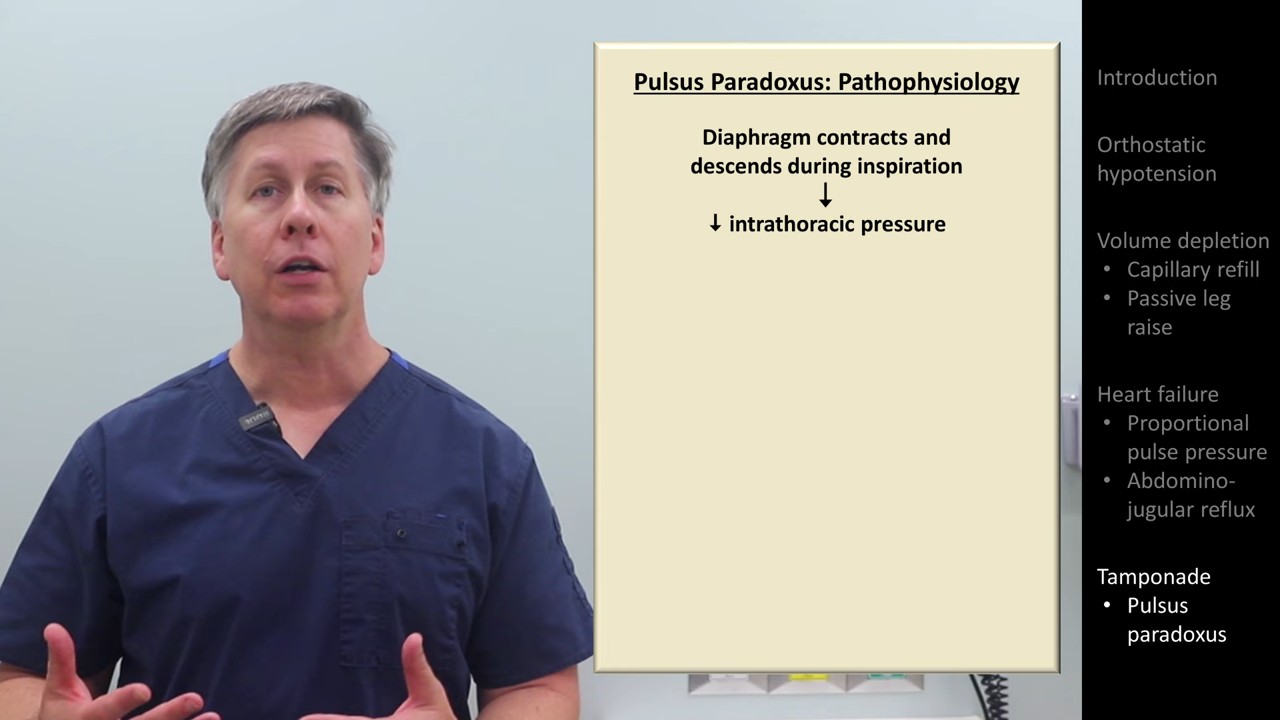 Pulsus Paradoxus: Pathophysiology
Diaphragm contracts and
descends during inspiration
↓
↓ intrathoracic pressure
Introduction
Orthostatic
hypotension
Volume depletion
• Capillary refill
• Passive leg
raise
Heart failure
• Proportional
pulse pressure
• Abdomino-
jugular reflux
Tamponade
• Pulsus
paradoxus